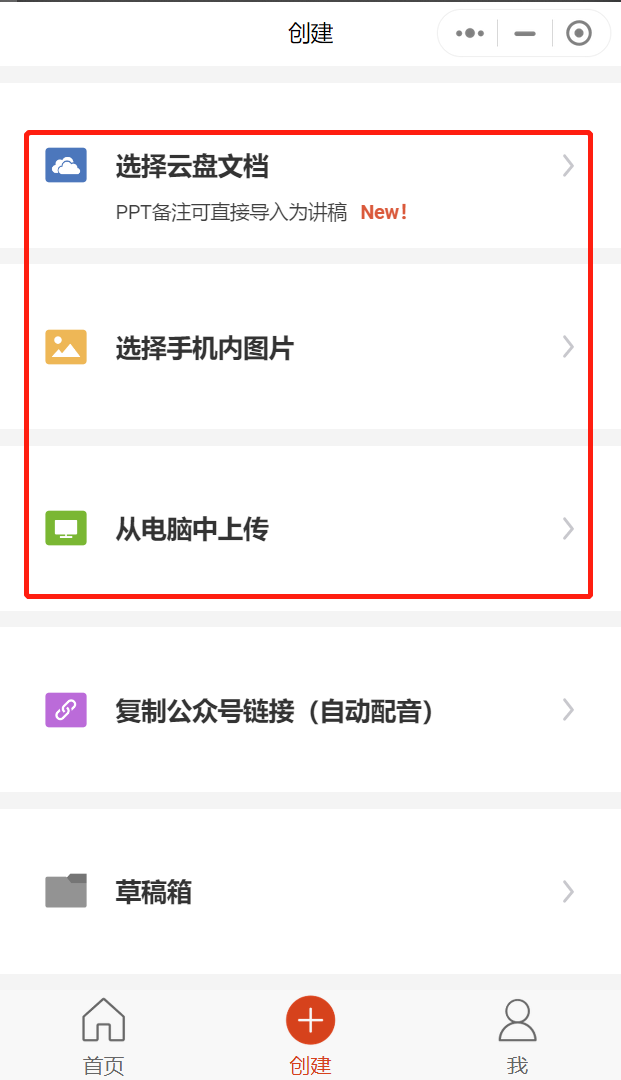 创建
选择云盘文档
PPT备注可直接导入为讲稿 New!
选择手机内图片
从电脑中上传
复制公众号链接（自动配音）
草稿箱
首页 创建 我